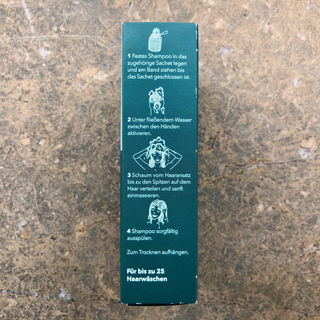 1 Festes Shampoo in das
zugehörige Sachet legen
und am Band ziehen bis
das Sachet geschlossen ist.
2 Unter fließendem Wasser
zwischen den Händen
aktivieren.
3 Schaum vom Haaransatz
bis zu den Spitzen auf dem
Haar verteilen und sanft
einmassieren.
4 Shampoo sorgfältig
ausspülen.
Zum Trocknen aufhängen.
Für bis zu 25
Haarwäschen